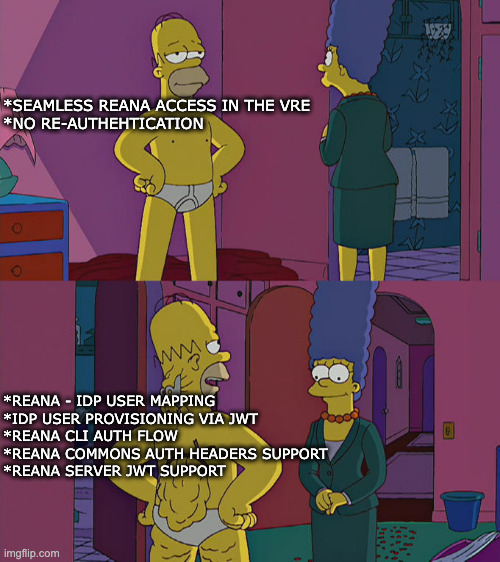 *SEAMLESS REANA ACCESS IN THE VRE
*NO RE-AUTHEHTICATION
*REANA - IDP USER MAPPING
*IDP USER PROVISIONING VIA JWT
*REANA CLI AUTH FLOW
*REANA COMMONS AUTH HEADERS SUPPORT
*REANA SERVER JWT SUPPORT
imgflip.com